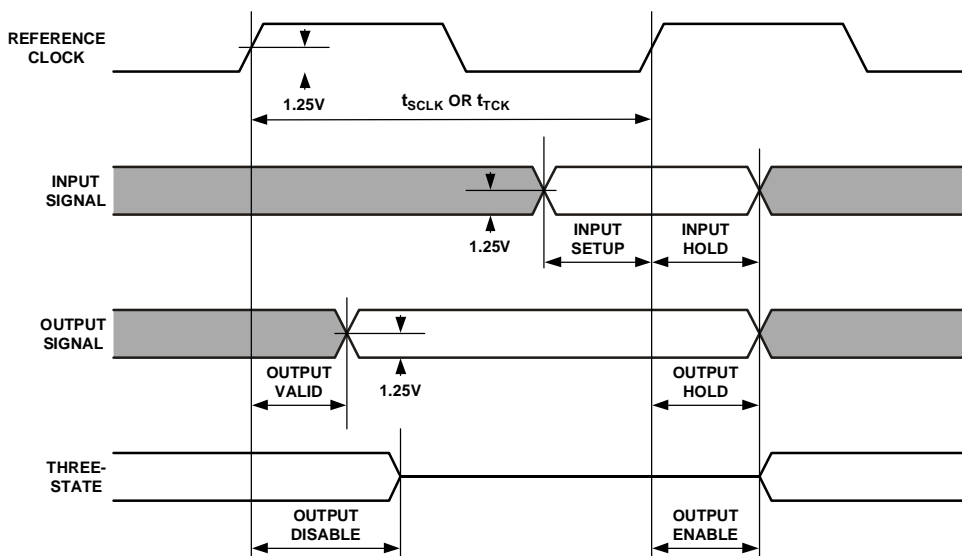 REFERENCE
CLOCK
1.25V
tSCLK OR tTCK
INPUT
SIGNAL
1.25V
INPUT
SETUP
INPUT
HOLD
OUTPUT
SIGNAL
OUTPUT
VALID
1.25V
OUTPUT
HOLD
THREE-
STATE
OUTPUT
DISABLE
OUTPUT
ENABLE